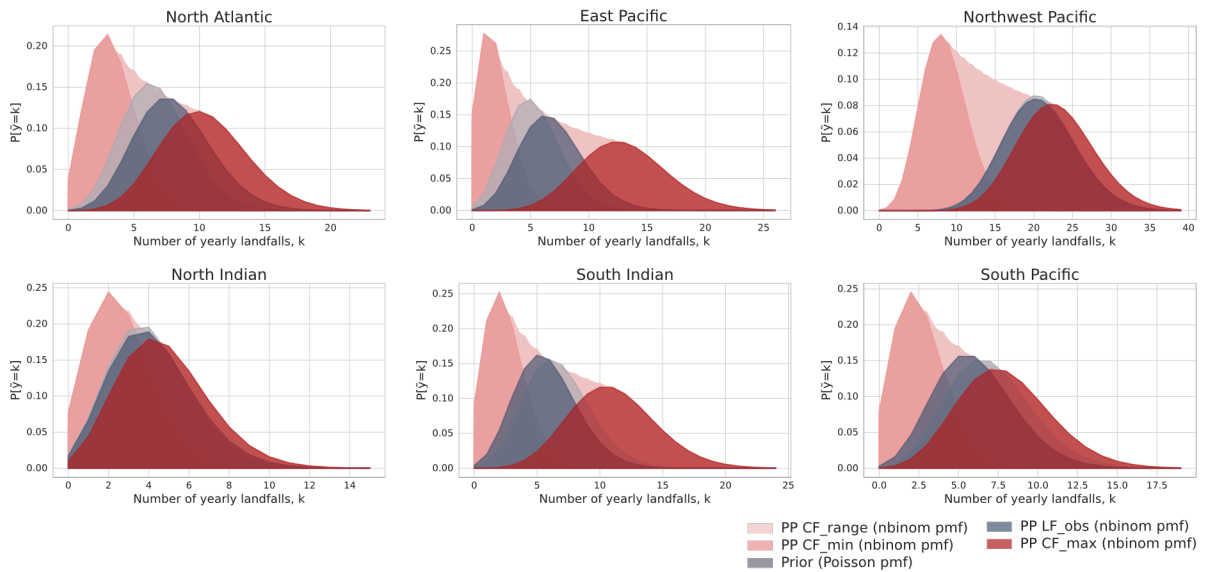 North Atlantic
East Pacific
Northwest Pacific
P[ỹ=k]
0.20
0.15
0.10
0.05
0.00
0 5 10 15 20
Number of yearly landfalls, k
P[ỹ=k]
0.25
0.20
0.15
0.10
0.05
0.00
0 5 10 15 20 25
Number of yearly landfalls, k
P[ỹ=k]
0.14
0.12
0.10
0.08
0.06
0.04
0.02
0.00
0 5 10 15 20 25 30 35 40
Number of yearly landfalls, k
North Indian
South Indian
South Pacific
P[ỹ=k]
0.25
0.20
0.15
0.10
0.05
0.00
0 2 4 6 8 10 12 14
Number of yearly landfalls, k
P[ỹ=k]
0.25
0.20
0.15
0.10
0.05
0.00
0 5 10 15 20 25
Number of yearly landfalls, k
P[ỹ=k]
0.25
0.20
0.15
0.10
0.05
0.00
0.0 2.5 5.0 7.5 10.0 12.5 15.0 17.5
Number of yearly landfalls, k
PP CF_range (nbinom pmf)
PP CF_min (nbinom pmf)
Prior (Poisson pmf)
PP LF_obs (nbinom pmf)
PP CF_max (nbinom pmf)